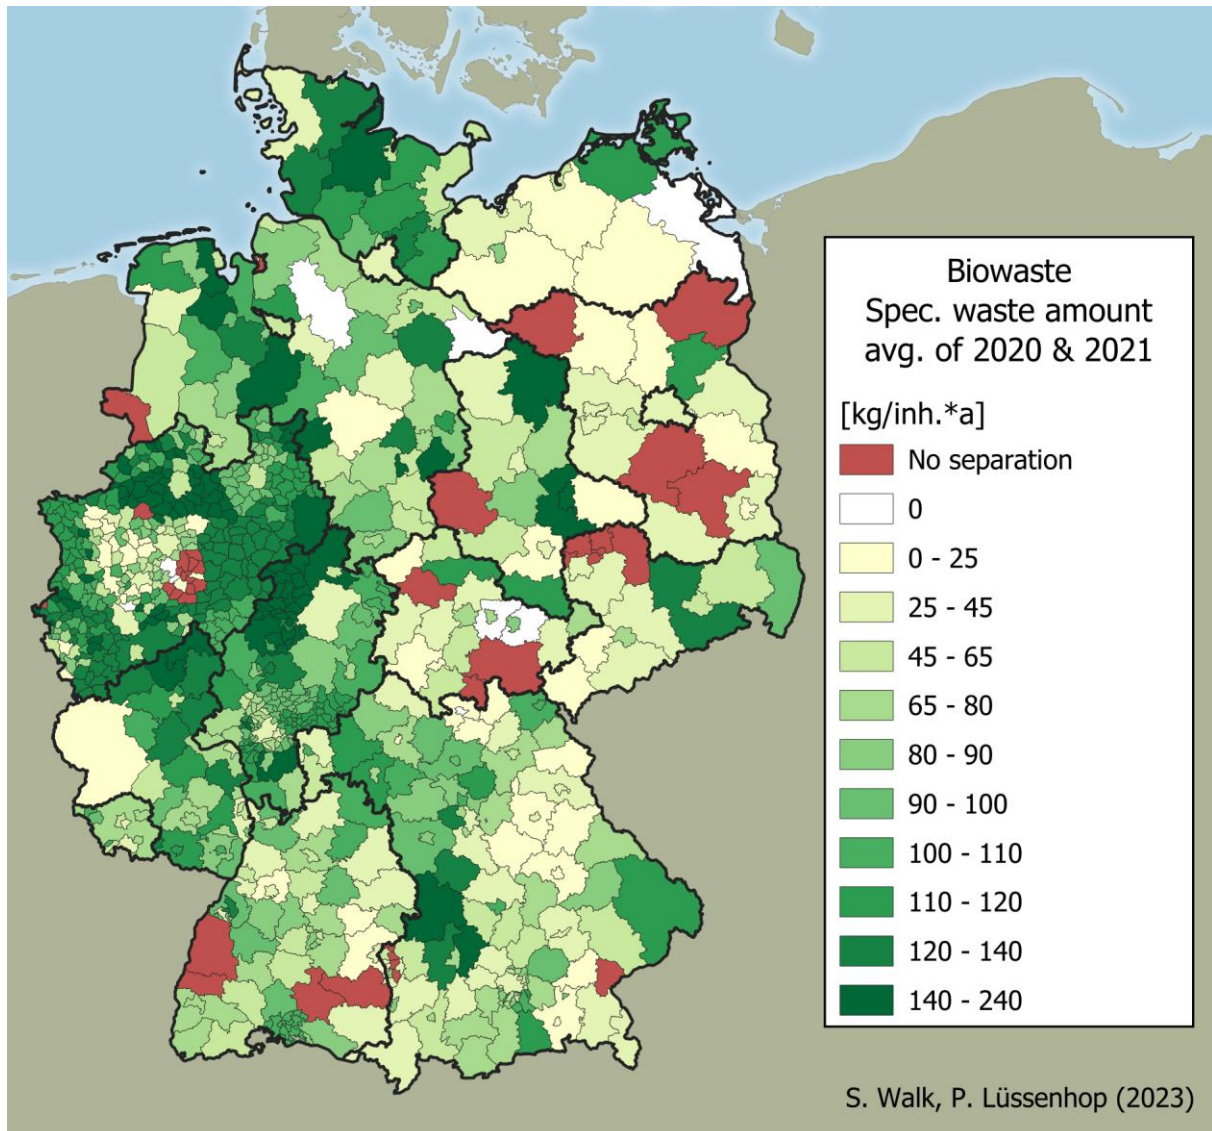 Biowaste
Spec. waste amount
avg. of 2020 & 2021
[kg/inh.*a]
No separation
0
0 - 25
25 - 45
45 - 65
65 - 80
80 - 90
90 - 100
100 - 110
110 - 120
120 - 140
140 - 240
S. Walk, P. Lüssenhop (2023)